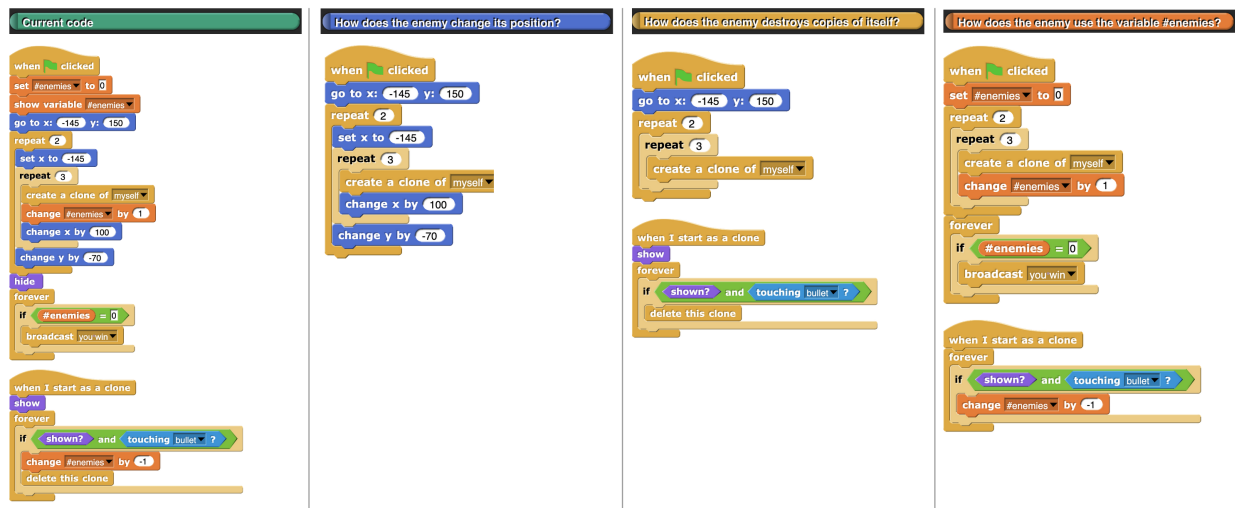 Current code
when clicked
set #enemies to 0
show variable #enemies
go to x: -145 y: 150
repeat 2
set x to -145
repeat 3
create a clone of myself
change #enemies by 1
change x by 100
change y by -70
hide
forever
if #enemies = 0
broadcast you win
when I start as a clone
show
forever
if shown? and touching bullet ?
change #enemies by -1
delete this clone
How does the enemy change its position?
when clicked
go to x: -145 y: 150
repeat 2
set x to -145
repeat 3
create a clone of myself
change x by 100
change y by -70
How does the enemy destroys copies of itself?
when clicked
go to x: -145 y: 150
repeat 2
repeat 3
create a clone of myself
when I start as a clone
show
forever
if shown? and touching bullet ?
delete this clone
How does the enemy use the variable #enemies?
when clicked
set #enemies to 0
repeat 2
repeat 3
create a clone of myself
change #enemies by 1
forever
if #enemies = 0
broadcast you win
when I start as a clone
forever
if shown? and touching bullet ?
change #enemies by -1